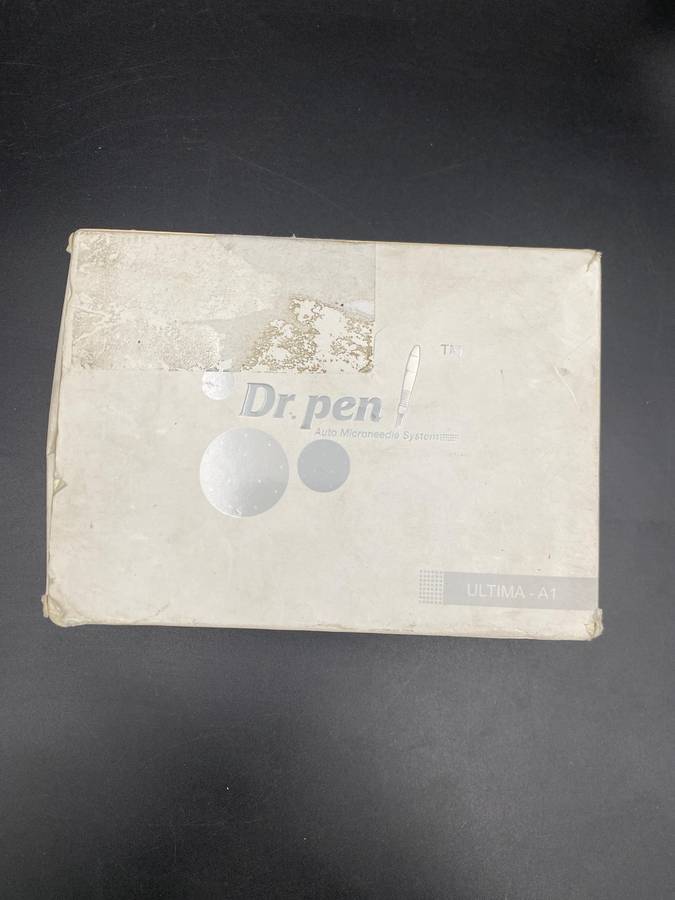 TM
Dr. pen
Auto Microneedle System
ULTIMA - A1